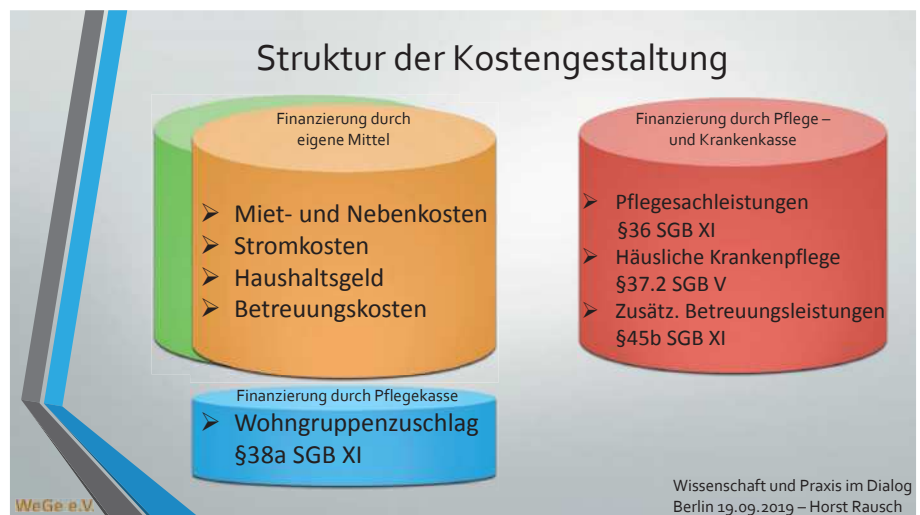 Struktur der Kostengestaltung
Finanzierung durch
eigene Mittel
➢ Miet- und Nebenkosten
➢ Stromkosten
➢ Haushaltsgeld
➢ Betreuungskosten
Finanzierung durch Pflegekasse
➢ Wohngruppenzuschlag
§38a SGB XI
Finanzierung durch Pflege –
und Krankenkasse
➢ Pflegesachleistungen
§36 SGB XI
➢ Häusliche Krankenpflege
§37.2 SGB V
➢ Zusätz. Betreuungsleistungen
§45b SGB XI
WeGe e.V.
Wissenschaft und Praxis im Dialog
Berlin 19.09.2019 – Horst Rausch